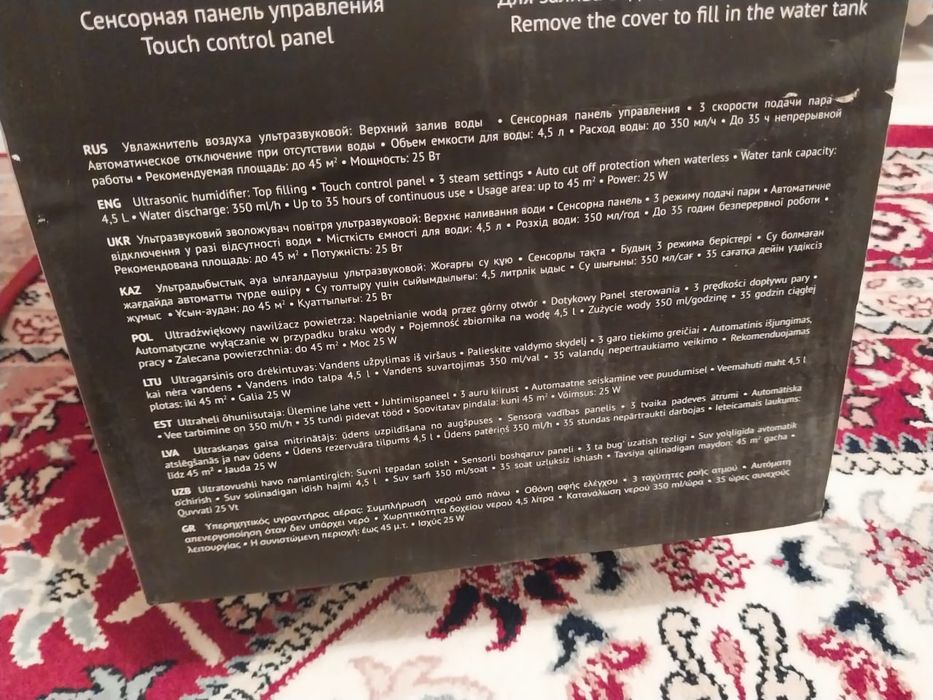 Сенсорная панель управления
Touch control panel
Remove the cover to fill in the water tank
RUS Увлажнитель воздуха ультразвуковой: Верхний залив воды • Сенсорная панель управления • 3 скорости подачи пара
Автоматическое отключение при отсутствии воды • Объем емкости для воды: 4,5 л • Расход воды: до 350 мл/ч • До 35 ч непрерывной
работы • Рекомендуемая площадь: до 45 м² • Мощность: 25 Вт
ENG Ultrasonic humidifier: Top filling • Touch control panel • 3 steam settings • Auto cut off protection when waterless • Water tank capacity:
4,5 L • Water discharge: 350 ml/h • Up to 35 hours of continuous use • Usage area: up to 45 m² • Power: 25 W
UKR Ультразвуковий зволожувач повітря ультразвуковой: Верхнє наливання води • Сенсорна панель • 3 режиму подачі пари • Автоматичне
відключення у разі відсутності води • Місткість ємності для води: 4,5 л • Розхід води: 350 мл/год • До 35 годин безперервної роботи •
Рекомендована площадь: до 45 м² • Потужність: 25 Вт
KAZ Ультрадыбыстық ауа ылғалдауыш ультразвуковой: Жоғарғы су қую • Сенсорлы тақта • Будың 3 режима берістері • Су болмаған
жағдайда автоматты турде өшіру • Су толтыру үшін сыйымдылығы: 4,5 литрлік ыдыс • Су шығыны: 350 мл/сағ • 35 сағатқа дейін үздіксіз
жұмыс • Ұсын-аудан: до 45 м² • Қуаттылығы: 25 Вт
POL Ultradźwiękowy nawilżacz powietrza: Napełnianie wodą przez górny otwór • Dotykowy Panel sterowania • 3 prędkości dopływu pary •
Automatyczne wyłączanie w przypadku braku wody • Pojemność zbiornika na wodę 4,5 l • Zużycie wody 350 ml/godzinę • 35 godzin ciągłej
pracy • Zalecana powierzchnia: do 45 m² • Moc 25 W
LTU Ultragarsinis oro drėkintuvas: Vandens užpylimas iš viršaus • Palieskite valdymo skydelį • 3 garo tiekimo greičiai • Automatinis išjungimas,
kai nėra vandens • Vandens indo talpa 4,5 l • Vandens suvartojimas 350 ml/val • 35 valandų nepertraukiamo veikimo • Rekomenduojamas
plotas: iki 45 m² • Galia 25 W
EST Ultraheli õhuniisutaja: Ülemine lahe vett • Juhtimispaneel • 3 auru kiirust • Automaatne seiskamine vee puudumisel • Veemahuti maht 4,5 l
• Vee tarbimine on 350 ml/h • 35 tundi pidevat tööd • Soovitatav pindala: kuni 45 m² • Võimsus: 25 W
LVA Ultraskaņas gaisa mitrinātājs: ūdens uzpildīšana no augšpuses • Sensora vadības panelis • 3 tvaika padeves ātrumi • Automātiska
atslēgšanās ja nav ūdens • Ūdens rezervuāra tilpums 4,5 l • Ūdens patēriņš 350 ml/h • 35 stundas nepārtraukti darbojas • Ieteicamais laukums:
līdz 45 m² • Jauda 25 W
UZB Ultratovushli havo namlantirgich: Suvni tepadan solish • Sensorli boshqaruv paneli • 3 ta bug' uzatish tezligi • Suv yo'qligida avtomatik
o'chirish • Suv solinadigan idish hajmi 4,5 l • Suv sarfi 350 ml/soat • 35 soat uzluksiz ishlash • Tavsiya qilinadigan maydon: 45 m² gacha •
Quvvati 25 Vt
GR Υπερηχητικός υγραντήρας αέρας: Συμπλήρωσή νερού από πάνω • Οθόνη αφής ελέγχου • 3 ταχύτητες ροής ατμού • Αυτόματη
απενεργοποίηση όταν δεν υπάρχει νερό • Χωρητικότητα δοχείου νερού 4,5 λίτρα • Κατανάλωση νερού 350 ml/ώρα • 35 ώρες συνεχούς
λειτουργίας • Η συνιστώμενη περιοχή: έως 45 μ.τ. • Ισχύς 25 W